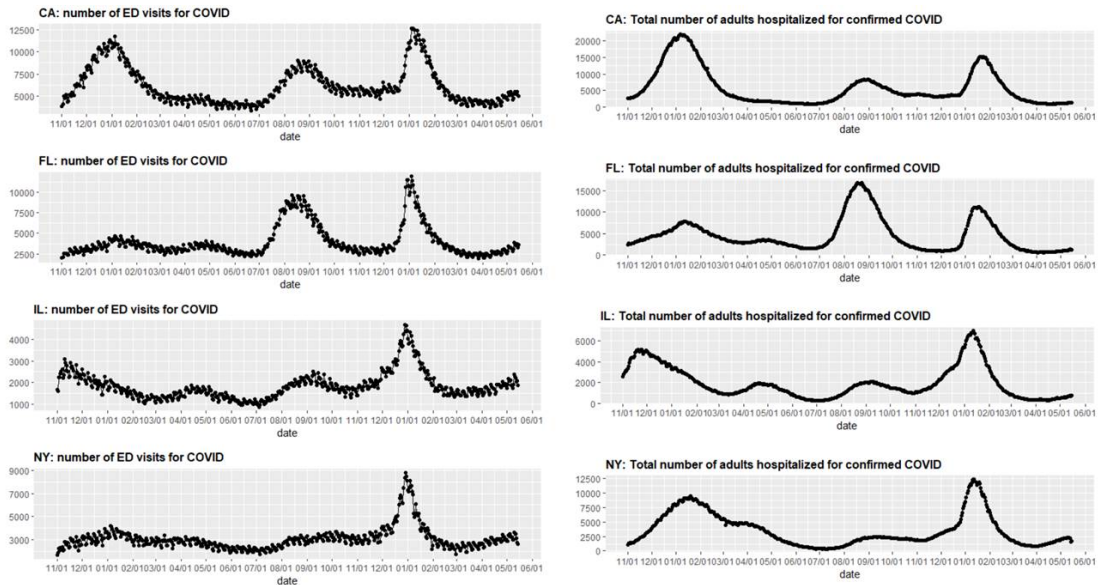 CA: number of ED visits for COVID
12500
10000
7500
5000
11/01 12/01 01/01 02/01 03/01 04/01 05/01 06/01 07/01 08/01 09/01 10/01 11/01 12/01 01/01 02/01 03/01 04/01 05/01 06/01
date
CA: Total number of adults hospitalized for confirmed COVID
20000
15000
10000
5000
0
11/01 12/01 01/01 02/01 03/01 04/01 05/01 06/01 07/01 08/01 09/01 10/01 11/01 12/01 01/01 02/01 03/01 04/01 05/01 06/01
date
FL: number of ED visits for COVID
10000
7500
5000
2500
11/01 12/01 01/01 02/01 03/01 04/01 05/01 06/01 07/01 08/01 09/01 10/01 11/01 12/01 01/01 02/01 03/01 04/01 05/01 06/01
date
FL: Total number of adults hospitalized for confirmed COVID
15000
10000
5000
0
11/01 12/01 01/01 02/01 03/01 04/01 05/01 06/01 07/01 08/01 09/01 10/01 11/01 12/01 01/01 02/01 03/01 04/01 05/01 06/01
date
IL: number of ED visits for COVID
4000
3000
2000
1000
11/01 12/01 01/01 02/01 03/01 04/01 05/01 06/01 07/01 08/01 09/01 10/01 11/01 12/01 01/01 02/01 03/01 04/01 05/01 06/01
date
IL: Total number of adults hospitalized for confirmed COVID
6000
4000
2000
0
11/01 12/01 01/01 02/01 03/01 04/01 05/01 06/01 07/01 08/01 09/01 10/01 11/01 12/01 01/01 02/01 03/01 04/01 05/01 06/01
date
NY: number of ED visits for COVID
9000
7000
5000
3000
11/01 12/01 01/01 02/01 03/01 04/01 05/01 06/01 07/01 08/01 09/01 10/01 11/01 12/01 01/01 02/01 03/01 04/01 05/01 06/01
date
NY: Total number of adults hospitalized for confirmed COVID
12500
10000
7500
5000
2500
0
11/01 12/01 01/01 02/01 03/01 04/01 05/01 06/01 07/01 08/01 09/01 10/01 11/01 12/01 01/01 02/01 03/01 04/01 05/01 06/01
date